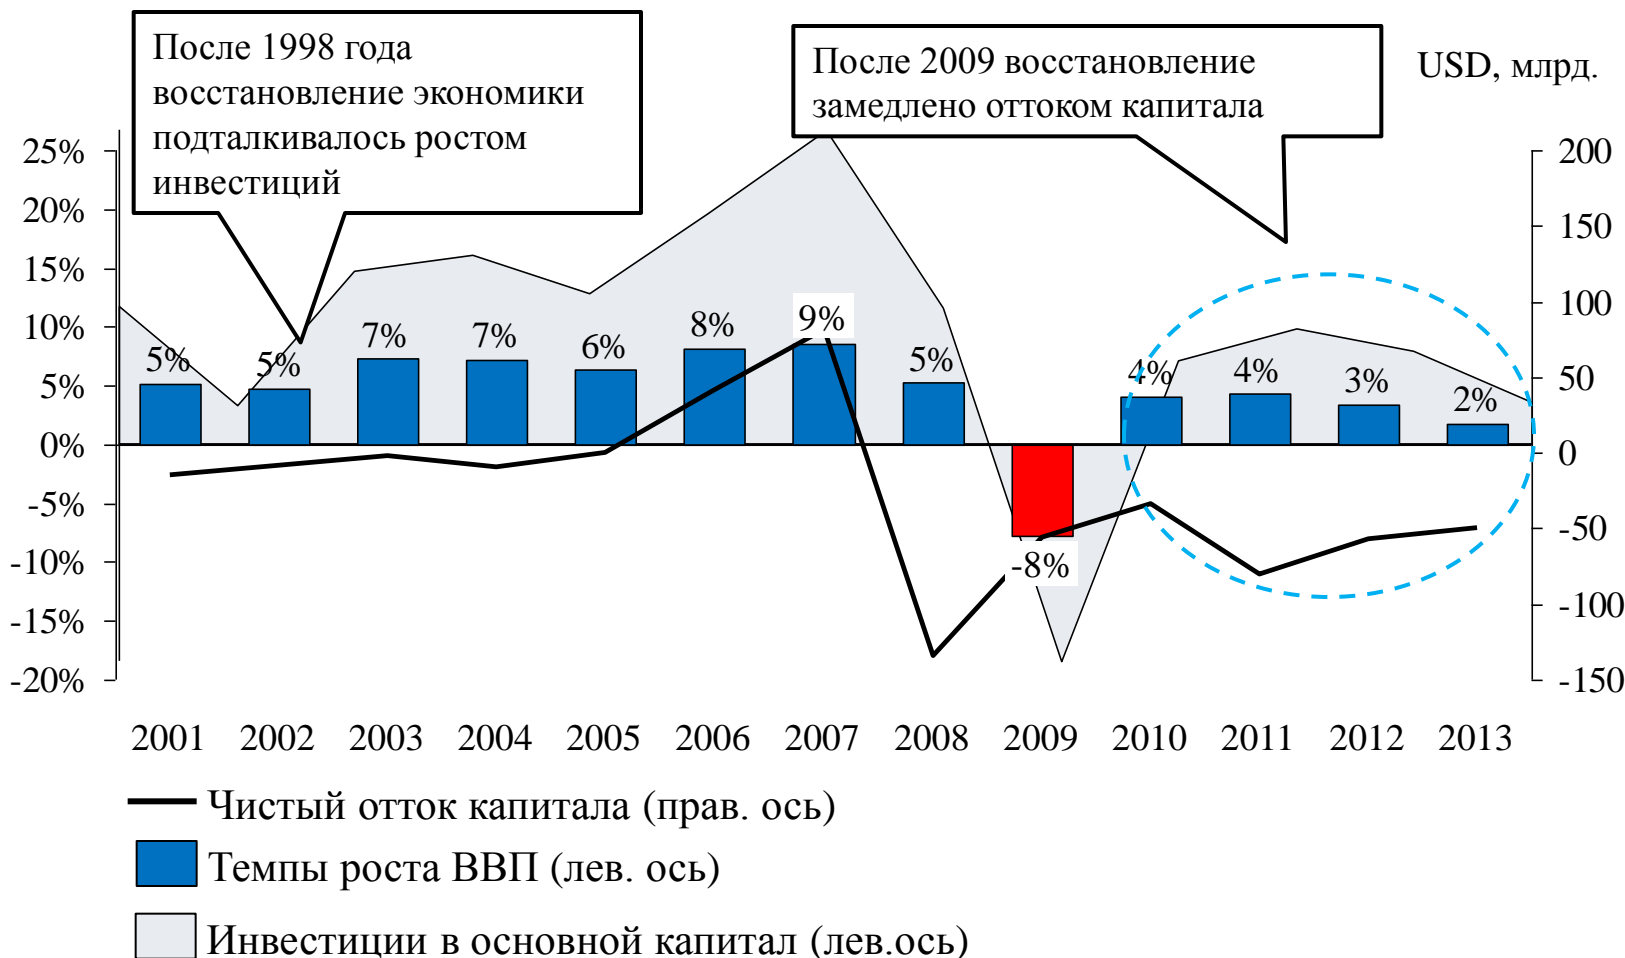 После 1998 года
восстановление экономики
подталкивалось ростом
инвестиций
После 2009 восстановление
замедлено оттоком капитала
USD, млрд.
25%
20%
15%
10%
5%
0%
-5%
-10%
-15%
-20%
200
150
100
50
0
-50
-100
-150
5%
5%
7%
7%
6%
8%
9%
5%
-8%
4%
4%
3%
2%
2001 2002 2003 2004 2005 2006 2007 2008 2009 2010 2011 2012 2013
Чистый отток капитала (прав. ось)
Темпы роста ВВП (лев. ось)
Инвестиции в основной капитал (лев.ось)